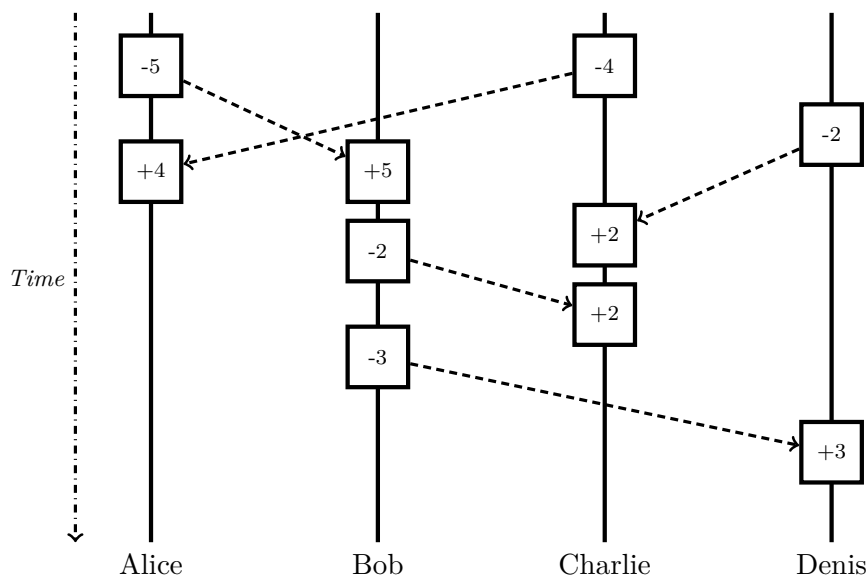 -5
-4
-2
+4
+5
+2
-2
Time
+2
-3
+3
Alice
Bob
Charlie
Denis